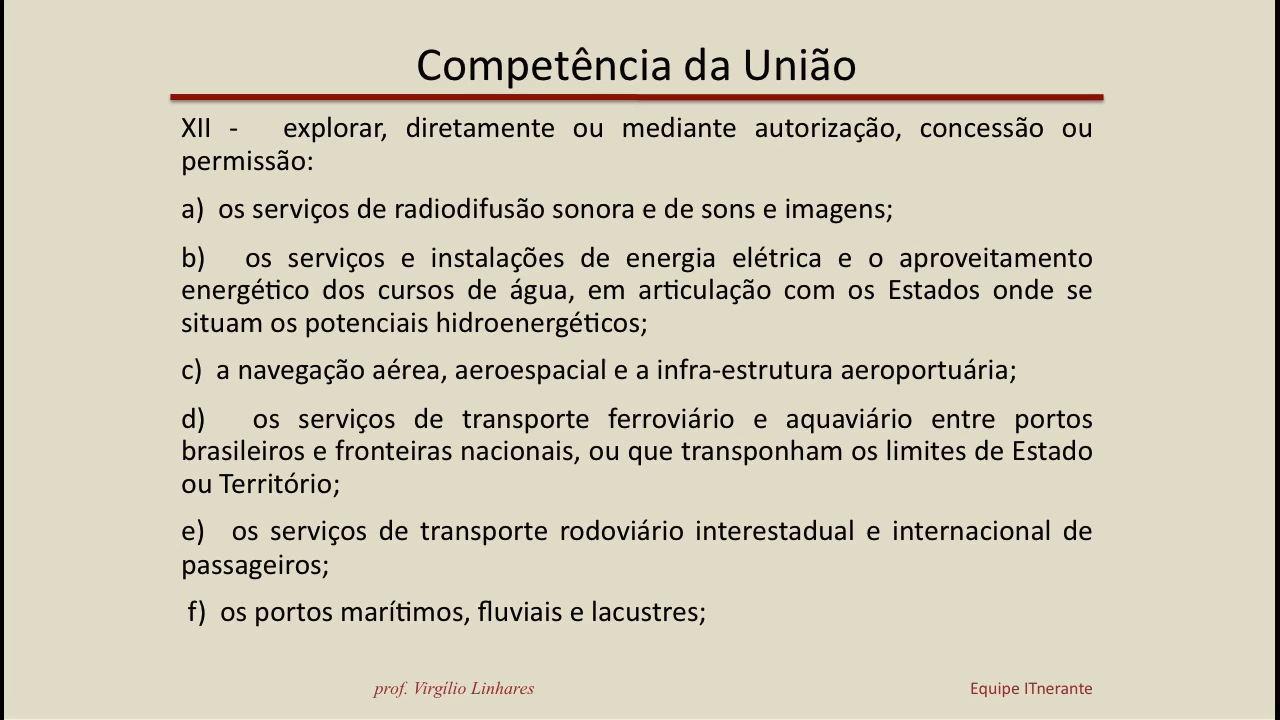 Competência da União
XII - explorar, diretamente ou mediante autorização, concessão ou
permissão:
a) os serviços de radiodifusão sonora e de sons e imagens;
b) os serviços e instalações de energia elétrica e o aproveitamento
energético dos cursos de água, em articulação com os Estados onde se
situam os potenciais hidroenergéticos;
c) a navegação aérea, aeroespacial e a infra-estrutura aeroportuária;
d) os serviços de transporte ferroviário e aquaviário entre portos
brasileiros e fronteiras nacionais, ou que transponham os limites de Estado
ou Território;
e) os serviços de transporte rodoviário interestadual e internacional de
passageiros;
f) os portos marítimos, fluviais e lacustres;
prof. Virgílio Linhares
Equipe ITnerante